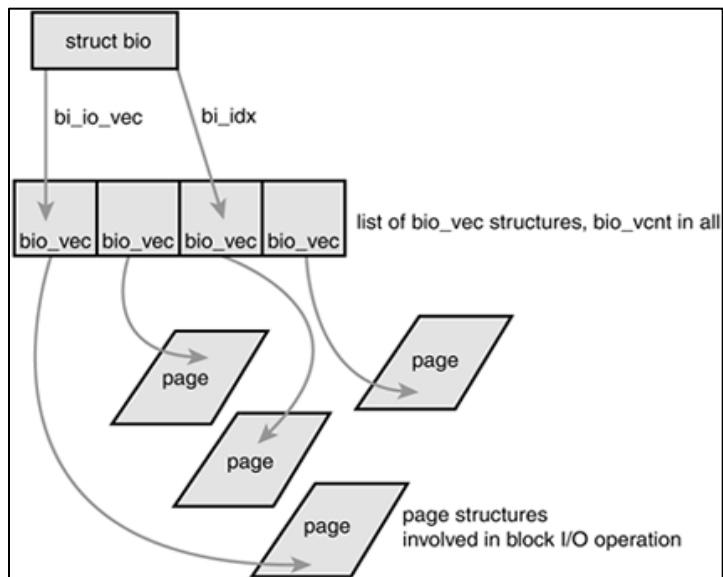 struct bio
bi_io_vec
bi_idx
bio_vec
bio_vec
bio_vec
bio_vec
list of bio_vec structures, bio_vcnt in all
page
page
page
page
page structures
involved in block I/O operation